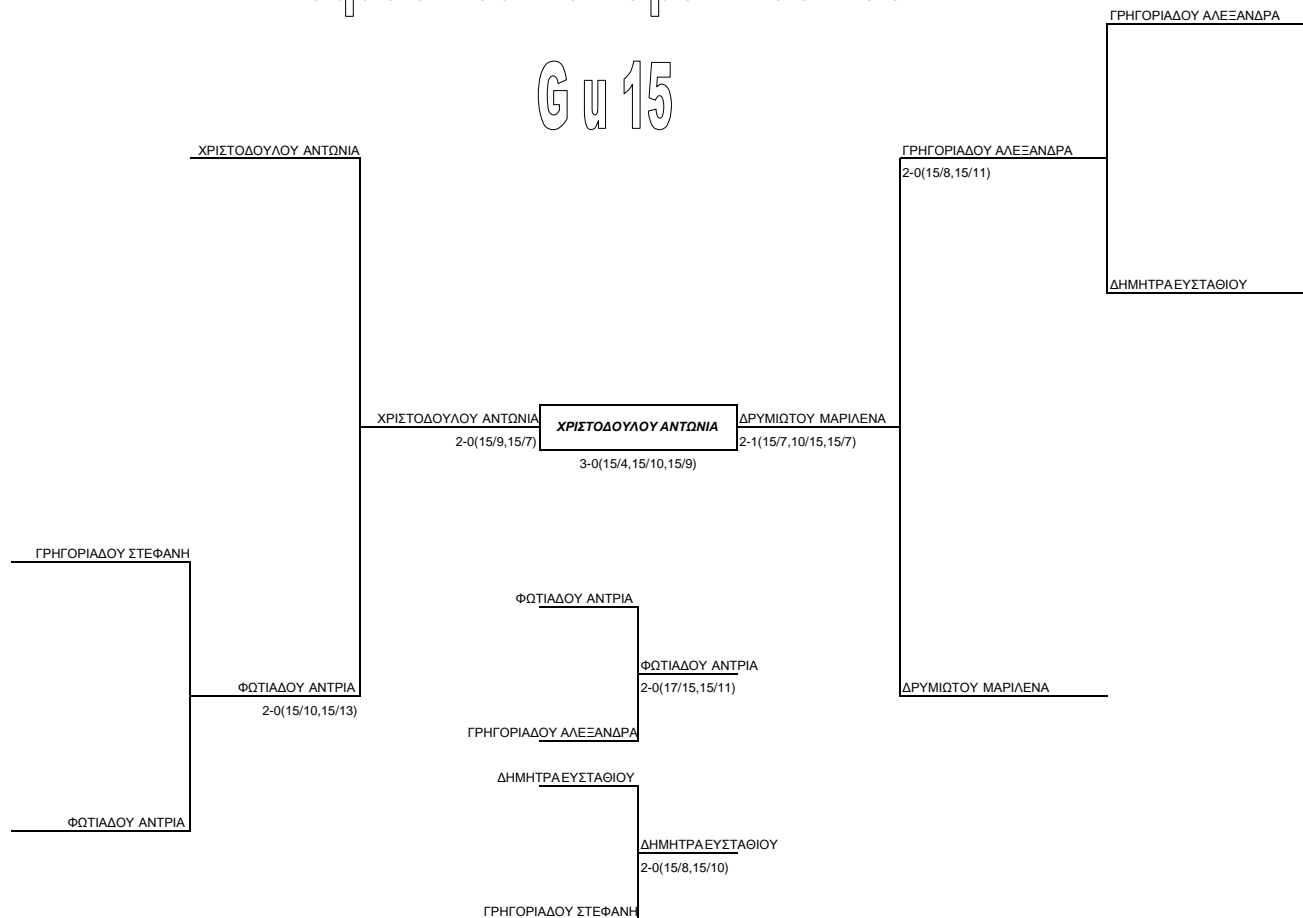 ΓΡΗΓΟΡΙΑΔΟΥ ΑΛΕΞΑΝΔΡΑ
G u 15
ΧΡΙΣΤΟΔΟΥΛΟΥ ΑΝΤΩΝΙΑ
ΓΡΗΓΟΡΙΑΔΟΥ ΑΛΕΞΑΝΔΡΑ
2-0(15/8,15/11)
ΔΗΜΗΤΡΑ ΕΥΣΤΑΘΙΟΥ
ΧΡΙΣΤΟΔΟΥΛΟΥ ΑΝΤΩΝΙΑ
ΧΡΙΣΤΟΔΟΥΛΟΥ ΑΝΤΩΝΙΑ
ΔΡΥΜΙΩΤΟΥ ΜΑΡΙΛΕΝΑ
2-0(15/9,15/7)
2-1(15/7,10/15,15/7)
3-0(15/4,15/10,15/9)
ΓΡΗΓΟΡΙΑΔΟΥ ΣΤΕΦΑΝΗ
ΦΩΤΙΑΔΟΥ ΑΝΤΡΙΑ
ΦΩΤΙΑΔΟΥ ΑΝΤΡΙΑ
2-0(17/15,15/11)
ΦΩΤΙΑΔΟΥ ΑΝΤΡΙΑ
2-0(15/10,15/13)
ΔΡΥΜΙΩΤΟΥ ΜΑΡΙΛΕΝΑ
ΓΡΗΓΟΡΙΑΔΟΥ ΑΛΕΞΑΝΔΡΑ
ΔΗΜΗΤΡΑ ΕΥΣΤΑΘΙΟΥ
ΦΩΤΙΑΔΟΥ ΑΝΤΡΙΑ
ΔΗΜΗΤΡΑ ΕΥΣΤΑΘΙΟΥ
2-0(15/8,15/10)
ΓΡΗΓΟΡΙΑΔΟΥ ΣΤΕΦΑΝΗ